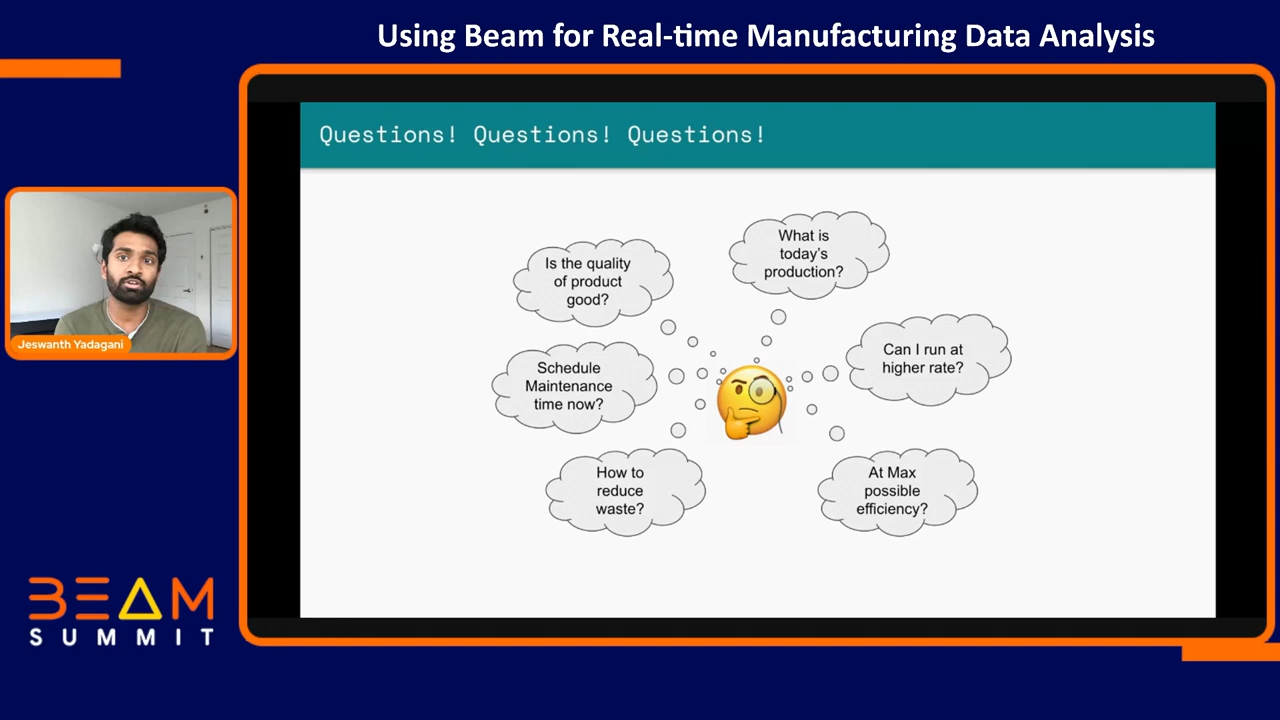 Using Beam for Real-time Manufacturing Data Analysis
Questions! Questions! Questions!
Is the quality
of product
good?
What is
today's
production?
Schedule
Maintenance
time now?
Can I run at
higher rate?
How to
reduce
waste?
At Max
possible
efficiency?
Jeswanth Yadagani
BEAM
SUMMIT